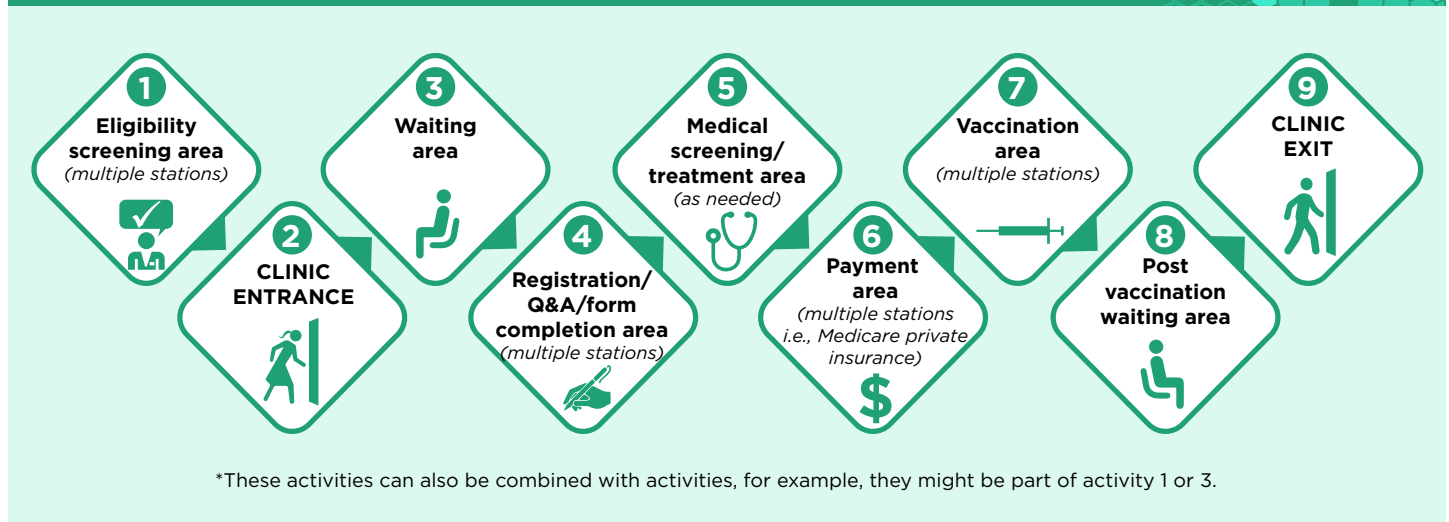 1
Eligibility
screening area
(multiple stations)
2
CLINIC
ENTRANCE
3
Waiting
area
4
Registration/
Q&A/form
completion area
(multiple stations)
5
Medical
screening/
treatment area
(as needed)
6
Payment
area
(multiple stations
i.e., Medicare private
insurance)
$
7
Vaccination
area
(multiple stations)
8
Post
vaccination
waiting area
9
CLINIC
EXIT
*These activities can also be combined with activities, for example, they might be part of activity 1 or 3.